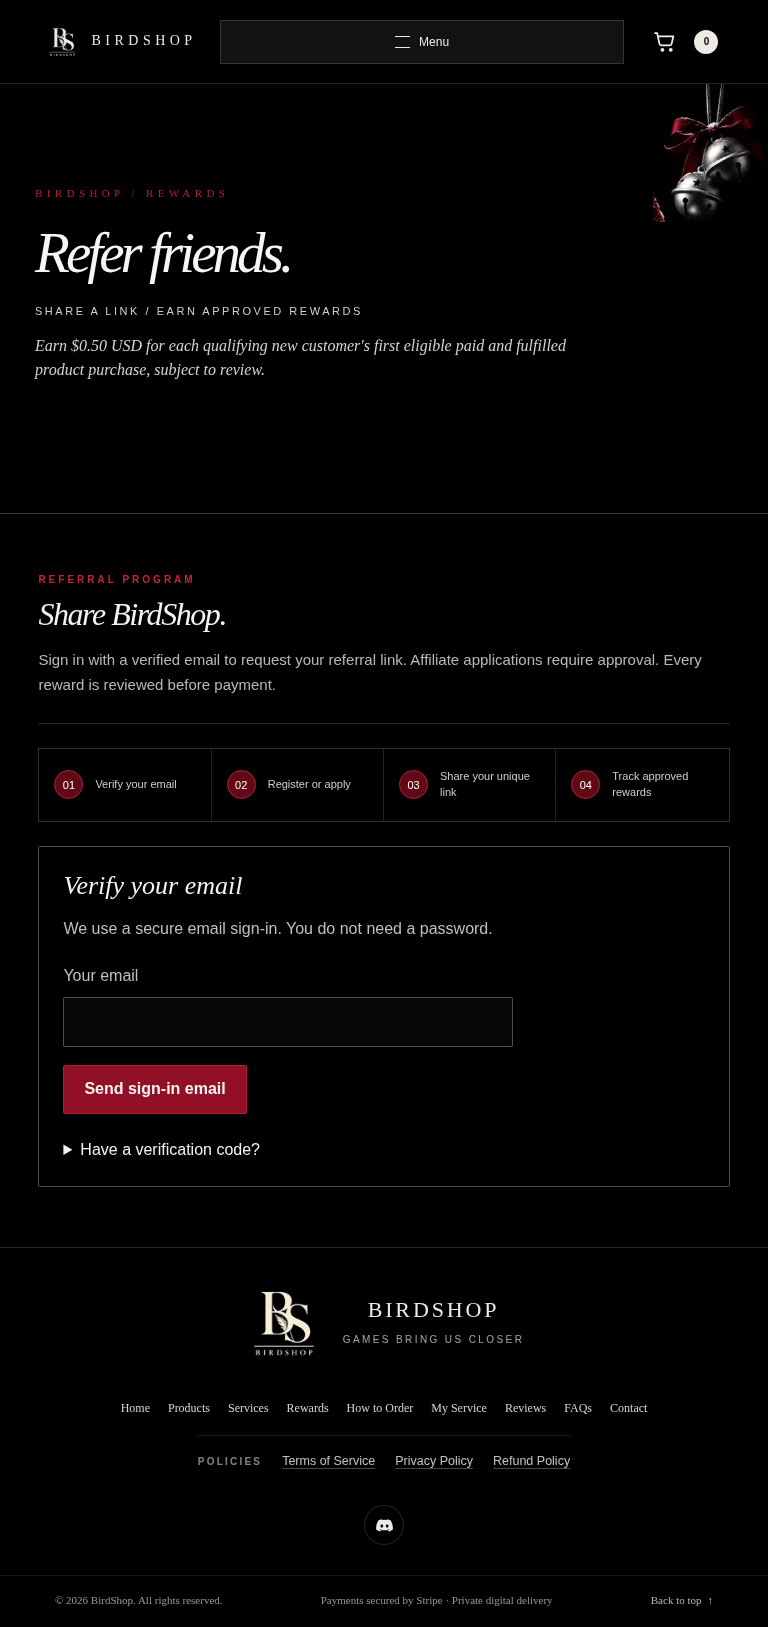 BIRDSHOP
BIRDSHOP
Menu
0
BIRDSHOP / REWARDS
Refer friends.
SHARE A LINK / EARN APPROVED REWARDS
Earn $0.50 USD for each qualifying new customer's first eligible paid and fulfilled
product purchase, subject to review.
REFERRAL PROGRAM
Share BirdShop.
Sign in with a verified email to request your referral link. Affiliate applications require approval. Every
reward is reviewed before payment.
01 Verify your email
02 Register or apply
03 Share your unique
link
04 Track approved
rewards
Verify your email
We use a secure email sign-in. You do not need a password.
Your email
Send sign-in email
Have a verification code?
BS
BIRDSHOP
BIRDSHOP
GAMES BRING US CLOSER
Home Products Services Rewards How to Order My Service Reviews FAQs Contact
POLICIES Terms of Service Privacy Policy Refund Policy
© 2026 BirdShop. All rights reserved.
Payments secured by Stripe · Private digital delivery
Back to top ↑